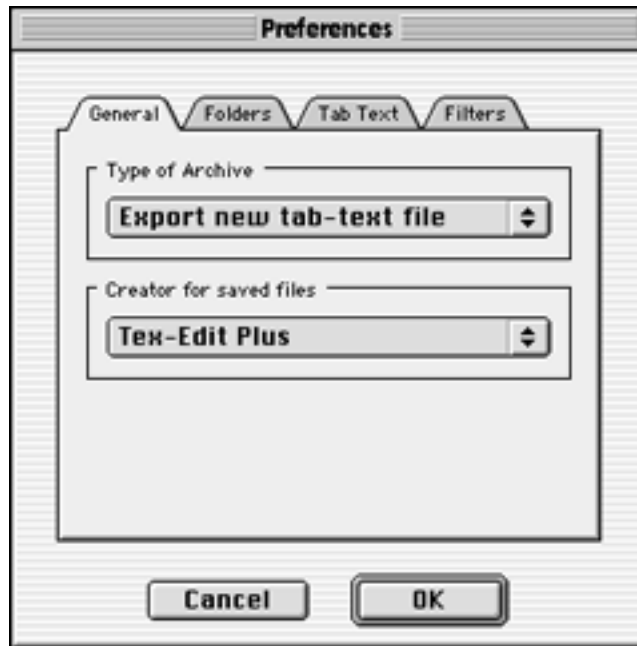 Preferences
General Folders Tab Text Filters
Type of Archive
Export new tab-text file
Creator for saved files
Tex-Edit Plus
Cancel OK